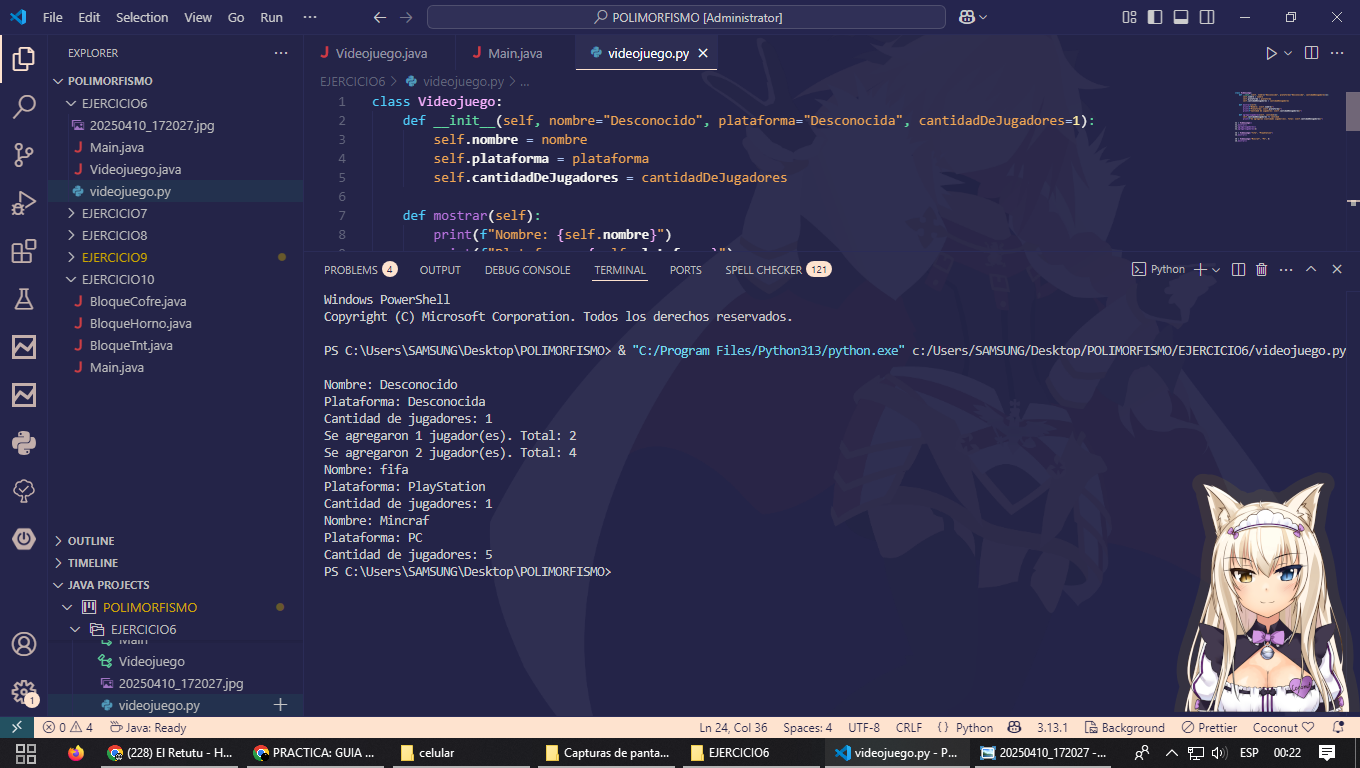 File Edit Selection View Go Run ··· POLIMORFISMO [Administrator]
EXPLORER ···
POLIMORFISMO
EJERCICIO6
20250410_172027.jpg
Main.java
Videojuego.java
videojuego.py
EJERCICIO7
EJERCICIO8
EJERCICIO9
EJERCICIO10
BloqueCofre.java
BloqueHorno.java
BloqueTnt.java
Main.java
OUTLINE
TIMELINE
JAVA PROJECTS
POLIMORFISMO
EJERCICIO6
Main
Videojuego
20250410_172027.jpg
videojuego.py
1
Videojuego.java Main.java videojuego.py
EJERCICIO6 > videojuego.py > ...
1 class Videojuego:
2 def __init__(self, nombre="Desconocido", plataforma="Desconocida", cantidadDeJugadores=1):
3 self.nombre = nombre
4 self.plataforma = plataforma
5 self.cantidadDeJugadores = cantidadDeJugadores
6
7 def mostrar(self):
8 print(f"Nombre: {self.nombre}")
PROBLEMS 4 OUTPUT DEBUG CONSOLE TERMINAL PORTS SPELL CHECKER 121 Python
Windows PowerShell
Copyright (C) Microsoft Corporation. Todos los derechos reservados.
PS C:\Users\SAMSUNG\Desktop\POLIMORFISMO> & "C:/Program Files/Python313/python.exe" c:/Users/SAMSUNG/Desktop/POLIMORFISMO/EJERCICIO6/videojuego.py
Nombre: Desconocido
Plataforma: Desconocida
Cantidad de jugadores: 1
Se agregaron 1 jugador(es). Total: 2
Se agregaron 2 jugador(es). Total: 4
Nombre: fifa
Plataforma: PlayStation
Cantidad de jugadores: 1
Nombre: Mincraf
Plataforma: PC
Cantidad de jugadores: 5
PS C:\Users\SAMSUNG\Desktop\POLIMORFISMO>
0 4 Java: Ready Ln 24, Col 36 Spaces: 4 UTF-8 CRLF { } Python 3.13.1 Background Prettier Coconut
(228) El Retutu - H... PRACTICA: GUIA ... celular Capturas de panta... EJERCICIO6 videojuego.py - P... 20250410_172027 -... ESP 00:22